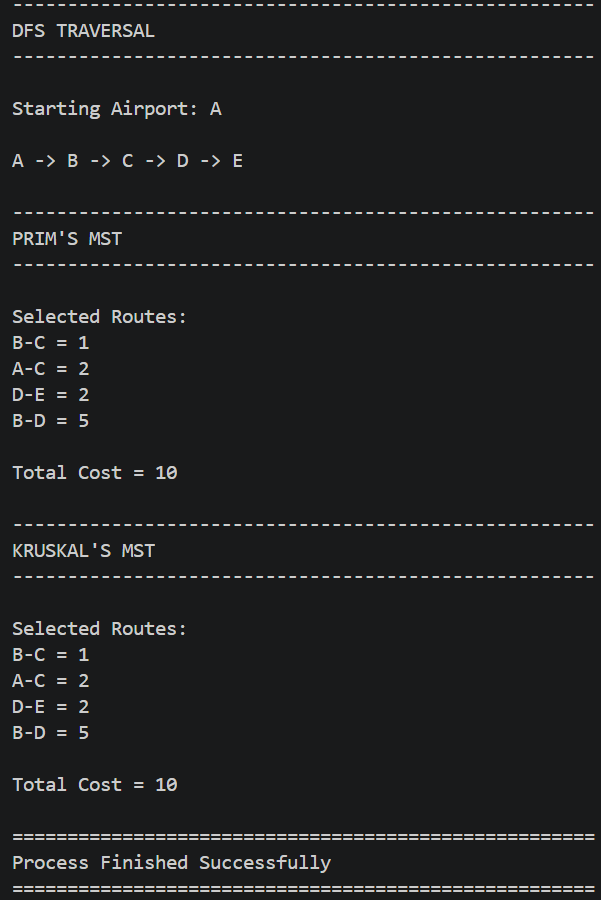 -----------------------------------------------------
DFS TRAVERSAL
-----------------------------------------------------
Starting Airport: A
A -> B -> C -> D -> E
-----------------------------------------------------
PRIM'S MST
-----------------------------------------------------
Selected Routes:
B-C = 1
A-C = 2
D-E = 2
B-D = 5
Total Cost = 10
-----------------------------------------------------
KRUSKAL'S MST
-----------------------------------------------------
Selected Routes:
B-C = 1
A-C = 2
D-E = 2
B-D = 5
Total Cost = 10
=====================================================
Process Finished Successfully
=====================================================